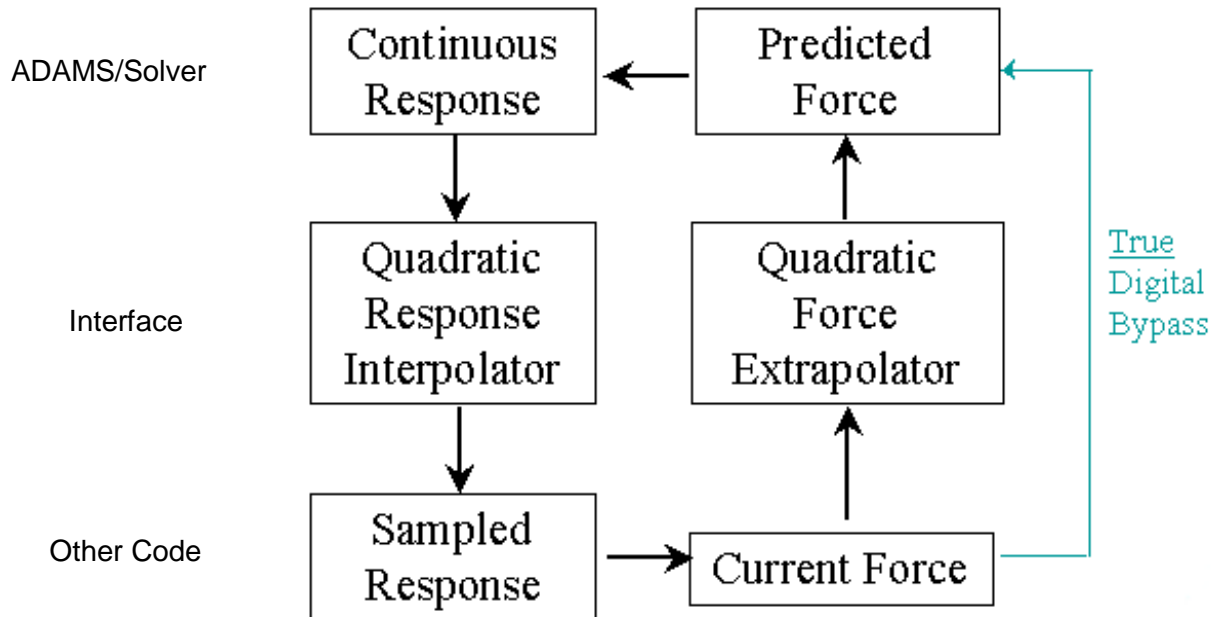 ADAMS/Solver
Continuous
Response
Predicted
Force
Interface
Quadratic
Response
Interpolator
Quadratic
Force
Extrapolator
True
Digital
Bypass
Other Code
Sampled
Response
Current Force